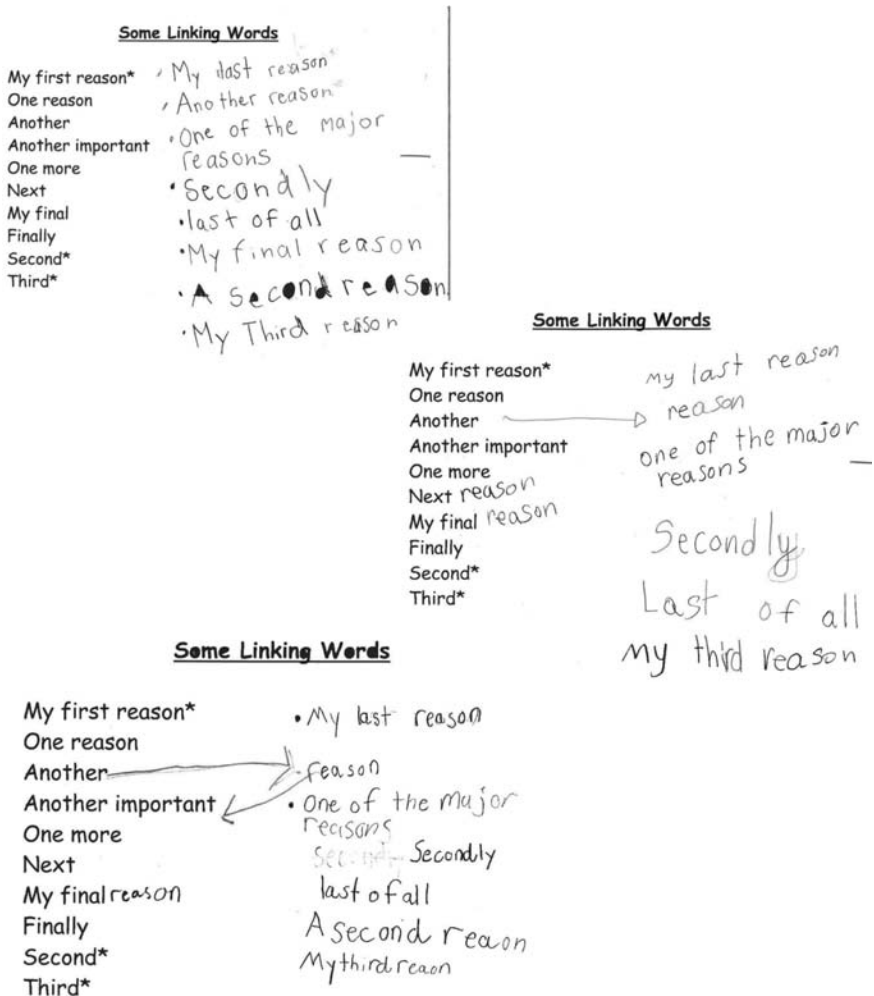 Some Linking Words
My first reason*
One reason
Another
Another important
One more
Next
My final
Finally
Second*
Third*
My last reason
Another reason
One of the major
reasons
Secondly
last of all
My final reason
A Second reason
My Third reason
Some Linking Words
My first reason*
One reason
Another
Another important
One more
Next reason
My final reason
Finally
Second*
Third*
my last reason
reason
one of the major
reasons
Secondly
Last of all
my third reason
Some Linking Words
My first reason*
One reason
Another
Another important
One more
Next
My final reason
Finally
Second*
Third*
My last reason
reason
One of the major
reasons
Secondly
last of all
A second reaon
My third reaon